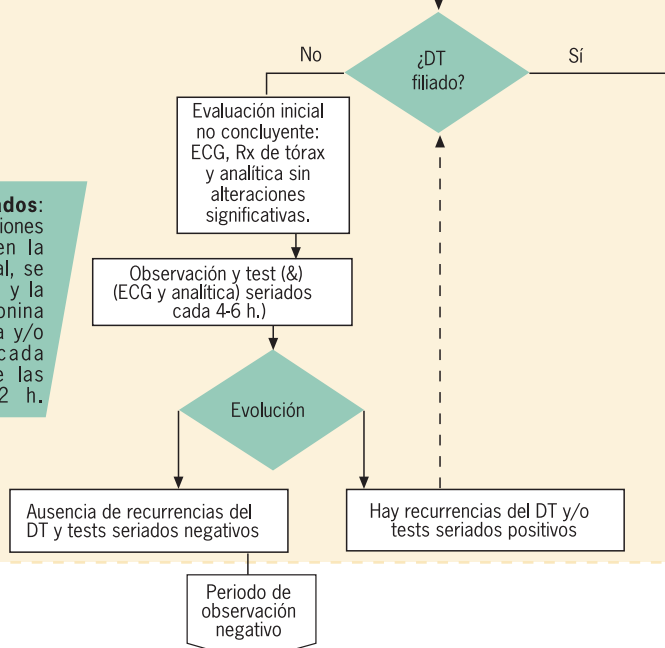 No
¿DT
filiado?
Sí
Evaluación inicial
no concluyente:
ECG, Rx de tórax
y analítica sin
alteraciones
significativas.
Observación y test (&)
(ECG y analítica) seriados
cada 4-6 h.)
ados:
iones
en la
al, se
y la
onina
a y/o
cada
e las
2 h.
Evolución
Ausencia de recurrencias del
DT y tests seriados negativos
Hay recurrencias del DT y/o
tests seriados positivos
Periodo de
observación
negativo